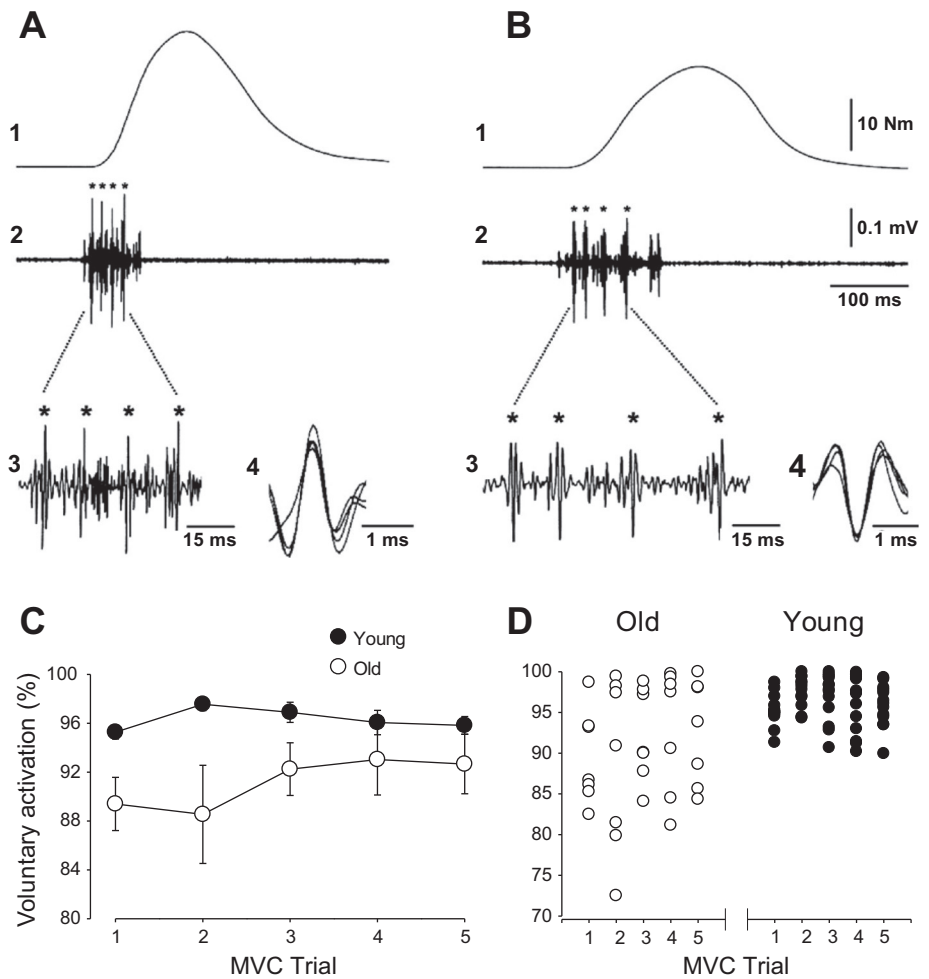 A
B
1
1
10 Nm
* * * *
* * * *
2
2
0.1 mV
100 ms
* * * *
* * * *
3
4
3
4
15 ms
1 ms
15 ms
1 ms
C
Young
Old
Voluntary activation (%)
100
96
92
88
84
80
1 2 3 4 5
MVC Trial
D
Old
Young
100
95
90
85
80
75
70
1 2 3 4 5
1 2 3 4 5
MVC Trial